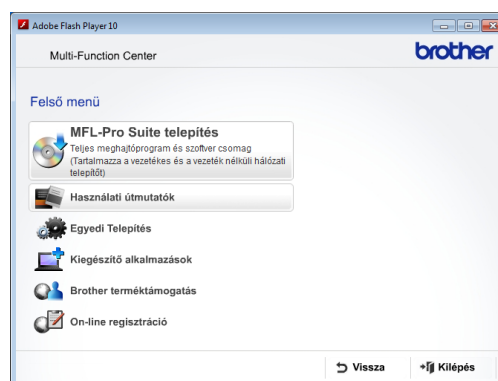 Adobe Flash Player 10
Multi-Function Center
brother
Felső menü
MFL-Pro Suite telepítés
Teljes meghajtóprogram és szoftver csomag
(Tartalmazza a vezetékes és a vezeték nélküli hálózati
telepítőt)
Használati útmutatók
Egyedi Telepítés
Kiegészítő alkalmazások
Brother terméktámogatás
On-line regisztráció
Vissza
Kilépés